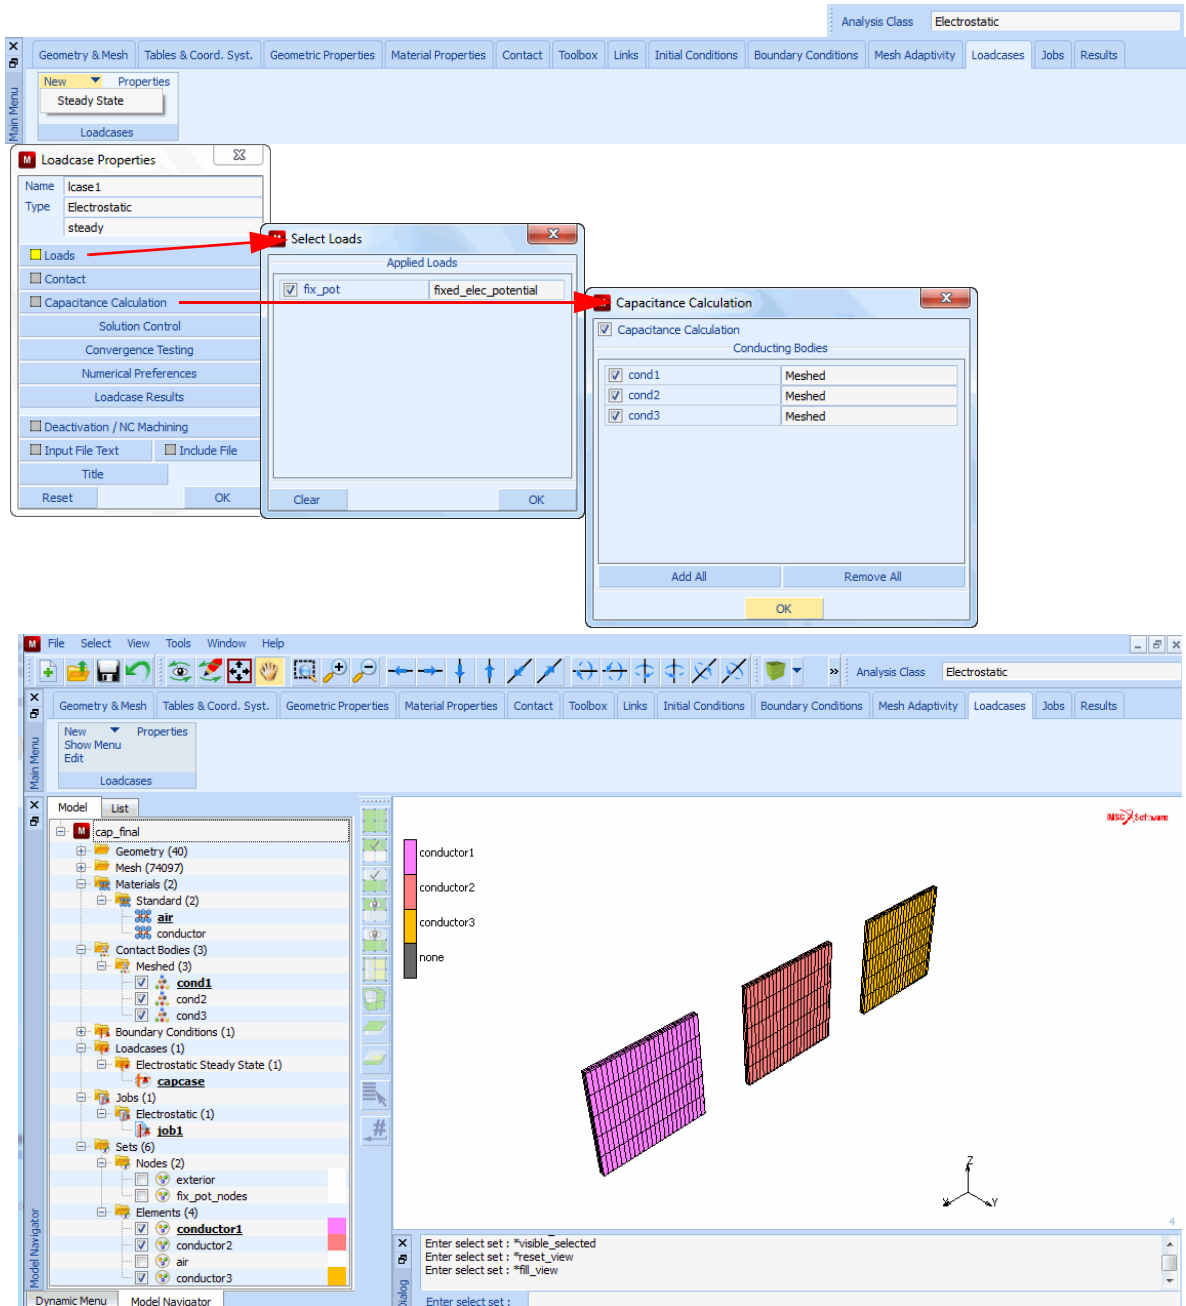 Analysis Class Electrostatic
Geometry & Mesh Tables & Coord. Syst. Geometric Properties Material Properties Contact Toolbox Links Initial Conditions Boundary Conditions Mesh Adaptivity Loadcases Jobs Results
Main Menu
New Properties
Steady State
Loadcases
Loadcase Properties
Name lcase1
Type Electrostatic
steady
Loads
Contact
Capacitance Calculation
Solution Control
Convergence Testing
Numerical Preferences
Loadcase Results
Deactivation / NC Machining
Input File Text Include File
Title
Reset OK
Select Loads
Applied Loads
fix_pot fixed_elec_potential
Clear OK
Capacitance Calculation
Capacitance Calculation
Conducting Bodies
cond1 Meshed
cond2 Meshed
cond3 Meshed
Add All Remove All
OK
File Select View Tools Window Help
» Analysis Class Electrostatic
Geometry & Mesh Tables & Coord. Syst. Geometric Properties Material Properties Contact Toolbox Links Initial Conditions Boundary Conditions Mesh Adaptivity Loadcases Jobs Results
Main Menu
New Properties
Show Menu
Edit
Loadcases
Model List
cap_final
Geometry (40)
Mesh (74097)
Materials (2)
Standard (2)
air
conductor
Contact Bodies (3)
Meshed (3)
cond1
cond2
cond3
Boundary Conditions (1)
Loadcases (1)
Electrostatic Steady State (1)
capcase
Jobs (1)
Electrostatic (1)
job1
Sets (6)
Nodes (2)
exterior
fix_pot_nodes
Elements (4)
conductor1
conductor2
air
conductor3
Model Navigator
Dynamic Menu Model Navigator
conductor1
conductor2
conductor3
none
MSC Software
Z
X Y
4
Enter select set : *visible_selected
Enter select set : *reset_view
Enter select set : *fill_view
Enter select set :